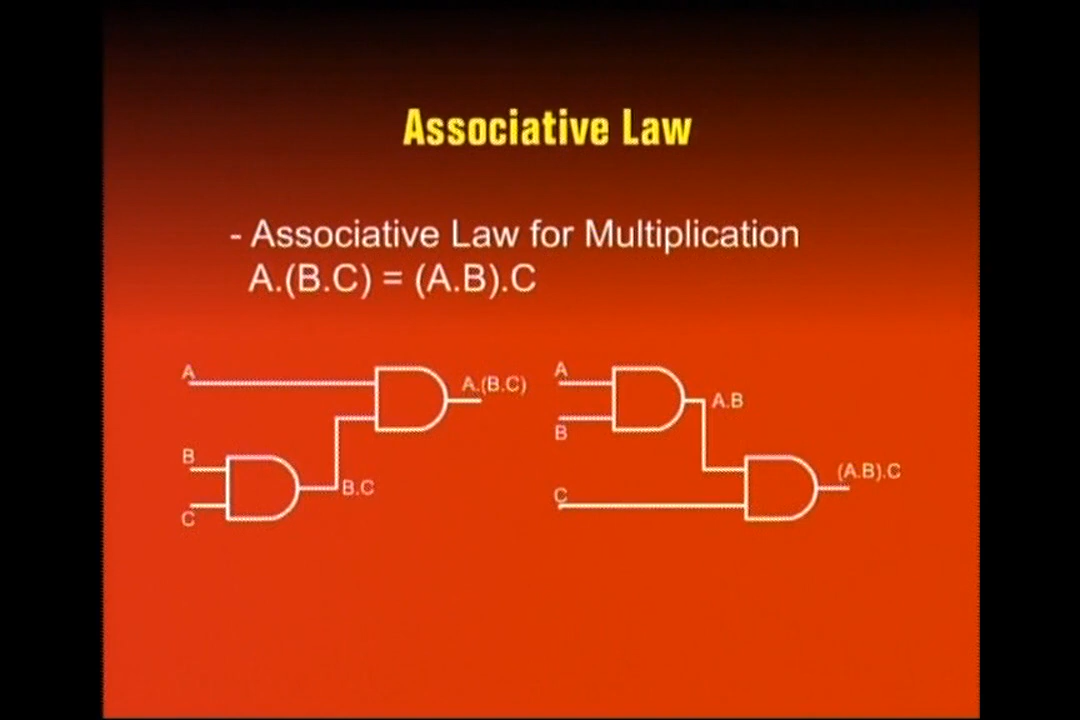 Associative Law
- Associative Law for Multiplication
A.(B.C) = (A.B).C
A
A.(B.C)
B
B.C
C
A
A.B
B
(A.B).C
C